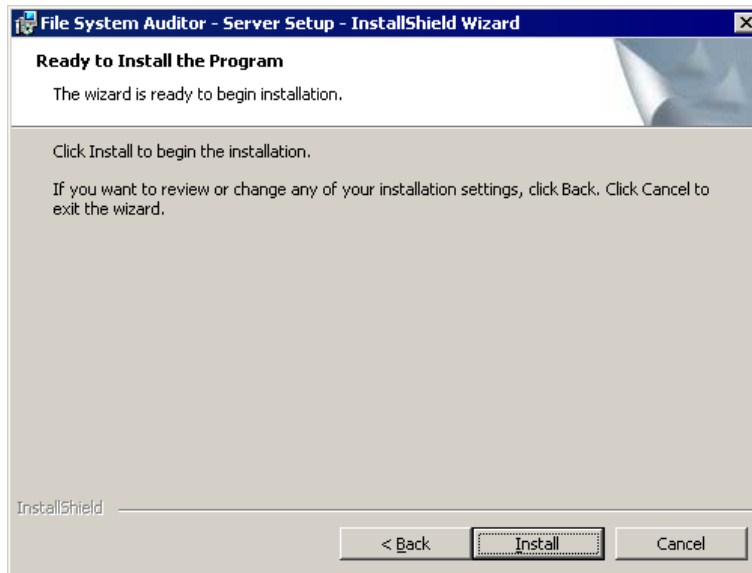 File System Auditor - Server Setup - InstallShield Wizard
Ready to Install the Program
The wizard is ready to begin installation.
Click Install to begin the installation.
If you want to review or change any of your installation settings, click Back. Click Cancel to
exit the wizard.
InstallShield
< Back Install Cancel